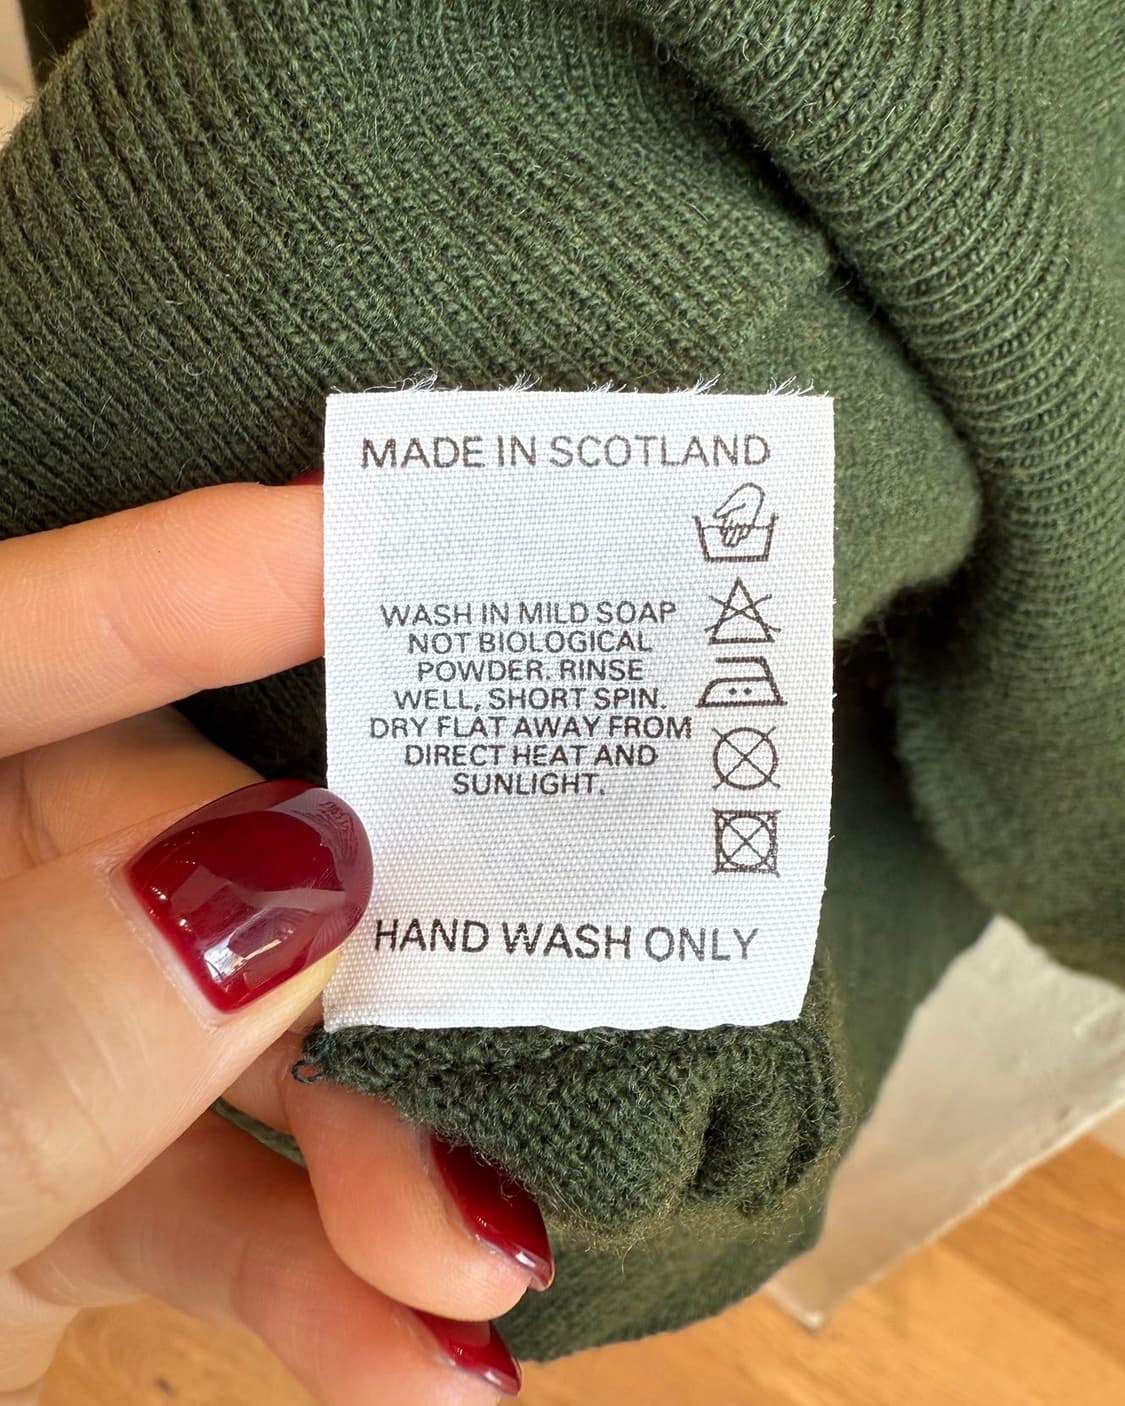 MADE IN SCOTLAND
WASH IN MILD SOAP
NOT BIOLOGICAL
POWDER. RINSE
WELL, SHORT SPIN.
DRY FLAT AWAY FROM
DIRECT HEAT AND
SUNLIGHT.
HAND WASH ONLY